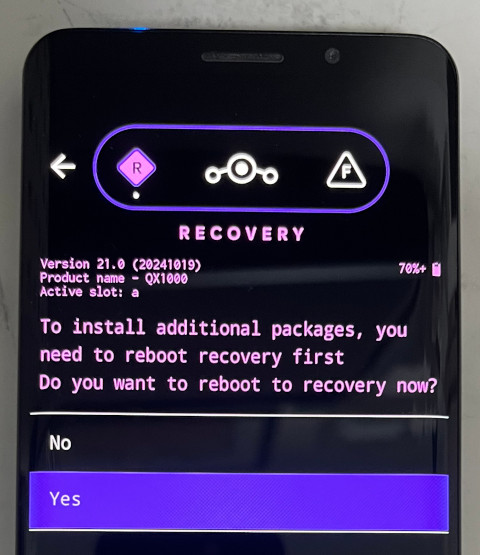 R
F
RECOVERY
Version 21.0 (20241019)
70%+
Product name - QX1000
Active slot: a
To install additional packages, you
need to reboot recovery first
Do you want to reboot to recovery now?
No
Yes